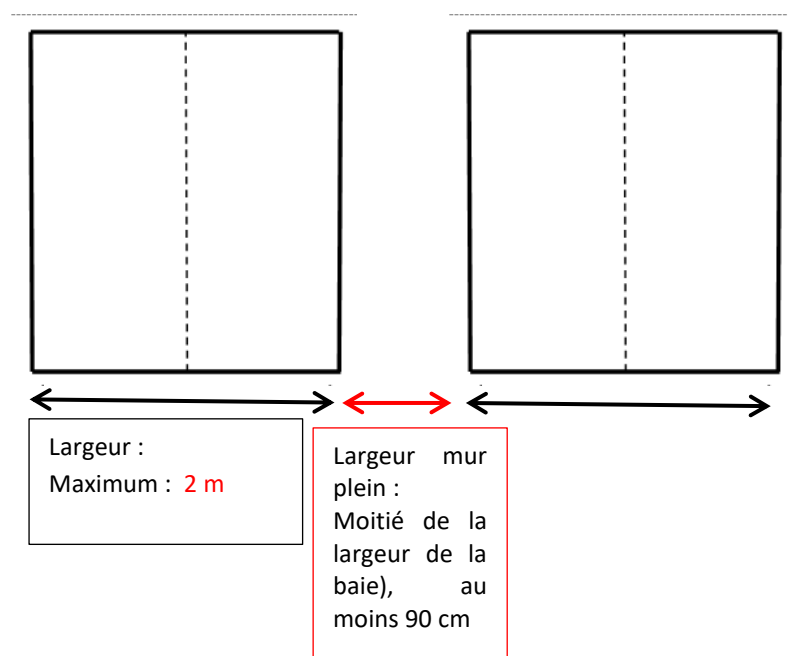 Largeur :
Maximum : 2 m
Largeur mur
plein :
Moitié de la
largeur de la
baie), au
moins 90 cm